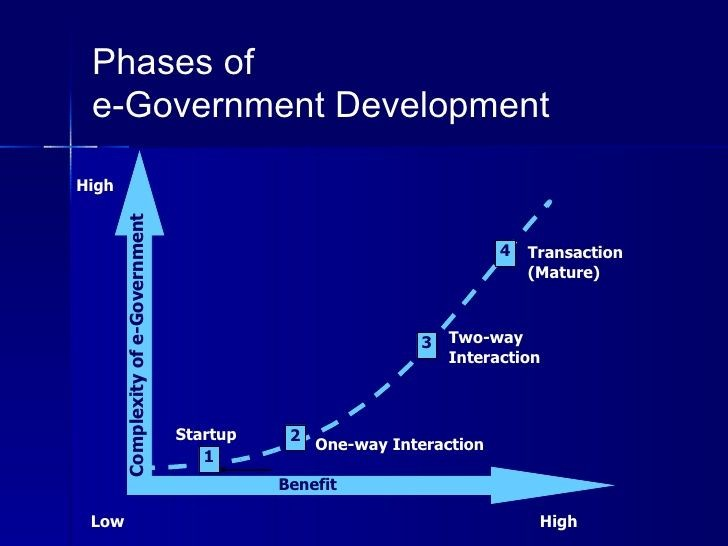 Phases of
e-Government Development
High
Complexity of e-Government
4
Transaction
(Mature)
3
Two-way
Interaction
Startup
1
2
One-way Interaction
Benefit
Low
High